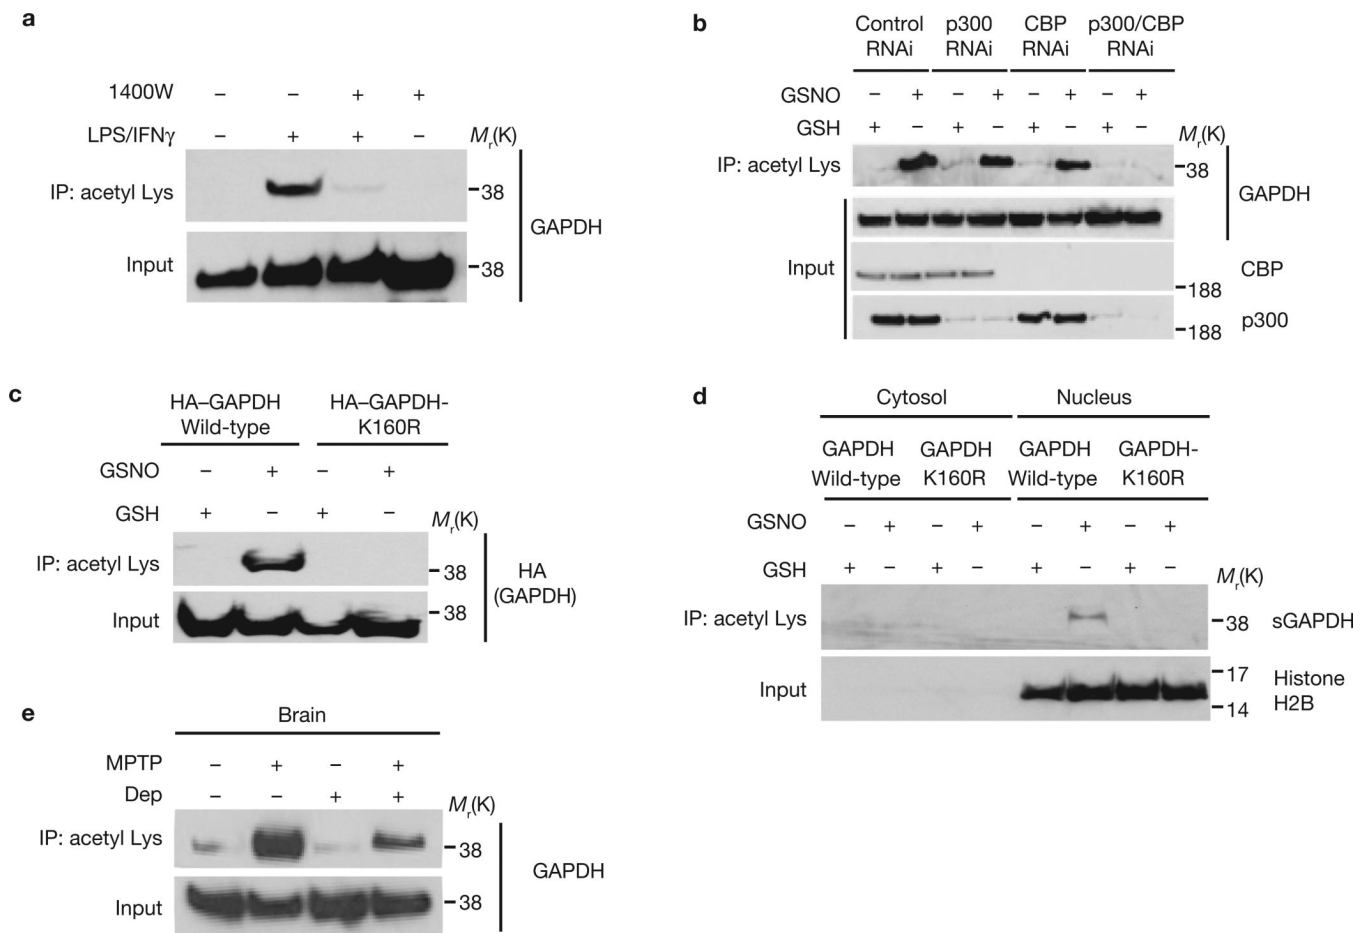 a
1400W – – + +
LPS/IFNγ – + + – Mr(K)
IP: acetyl Lys 38
Input 38
GAPDH
b
Control RNAi p300 RNAi CBP RNAi p300/CBP RNAi
GSNO – + – + – + – +
GSH + – + – + – + – Mr(K)
IP: acetyl Lys 38
GAPDH
Input
CBP
188
p300
188
c
HA–GAPDH Wild-type HA–GAPDH-K160R
GSNO – + – +
GSH + – + – Mr(K)
IP: acetyl Lys 38
Input 38
HA
(GAPDH)
d
Cytosol Nucleus
GAPDH Wild-type GAPDH K160R GAPDH Wild-type GAPDH-K160R
GSNO – + – + – + – +
GSH + – + – + – + – Mr(K)
IP: acetyl Lys 38 sGAPDH
Input 17
14
Histone
H2B
e
Brain
MPTP – + – +
Dep – – + + Mr(K)
IP: acetyl Lys 38
Input 38
GAPDH